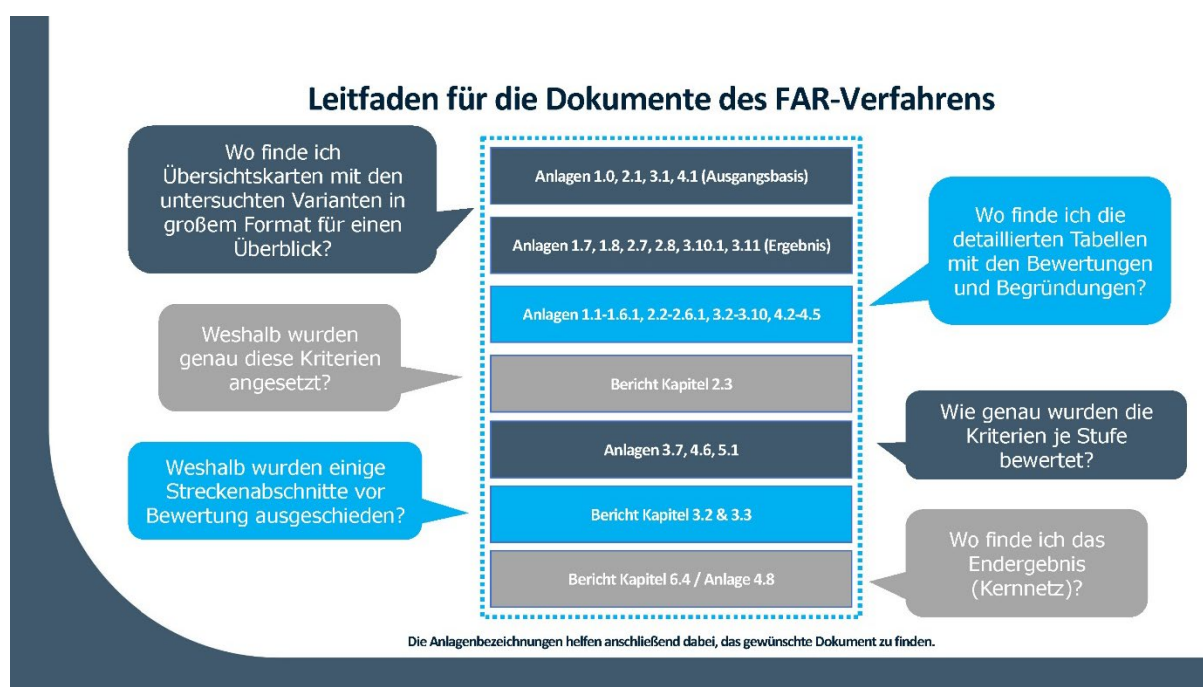 Leitfaden für die Dokumente des FAR-Verfahrens
Wo finde ich
Übersichtskarten mit den
untersuchten Varianten in
großem Format für einen
Überblick?
Weshalb wurden
genau diese Kriterien
angesetzt?
Weshalb wurden einige
Streckenabschnitte vor
Bewertung ausgeschieden?
Anlagen 1.0, 2.1, 3.1, 4.1 (Ausgangsbasis)
Anlagen 1.7, 1.8, 2.7, 2.8, 3.10.1, 3.11 (Ergebnis)
Anlagen 1.1-1.6.1, 2.2-2.6.1, 3.2-3.10, 4.2-4.5
Bericht Kapitel 2.3
Anlagen 3.7, 4.6, 5.1
Bericht Kapitel 3.2 & 3.3
Bericht Kapitel 6.4 / Anlage 4.8
Wo finde ich die
detaillierten Tabellen
mit den Bewertungen
und Begründungen?
Wie genau wurden die
Kriterien je Stufe
bewertet?
Wo finde ich das
Endergebnis
(Kernnetz)?
Die Anlagenbezeichnungen helfen anschließend dabei, das gewünschte Dokument zu finden.